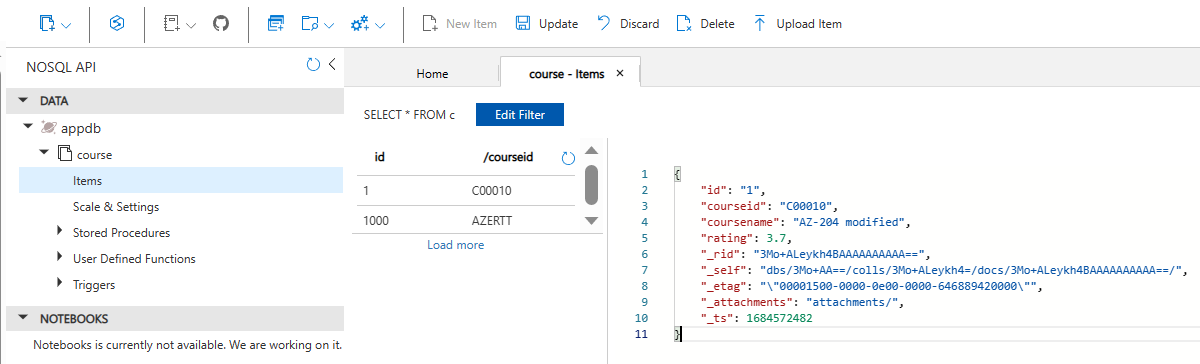 New Item
Update
Discard
Delete
Upload Item
NOSQL API
Home
course - Items
DATA
appdb
course
Items
Scale & Settings
Stored Procedures
User Defined Functions
Triggers
NOTEBOOKS
Notebooks is currently not available. We are working on it.
SELECT * FROM c
Edit Filter
id /courseid
1 C00010
1000 AZERTT
Load more
1 {
2 "id": "1",
3 "courseid": "C00010",
4 "coursename": "AZ-204 modified",
5 "rating": 3.7,
6 "_rid": "3Mo+ALeykh4BAAAAAAAAAA==",
7 "_self": "dbs/3Mo+AA==/colls/3Mo+ALeykh4=/docs/3Mo+ALeykh4BAAAAAAAAAA==/",
8 "_etag": "\"00001500-0000-0e00-0000-646889420000\"",
9 "_attachments": "attachments/",
10 "_ts": 1684572482
11 }